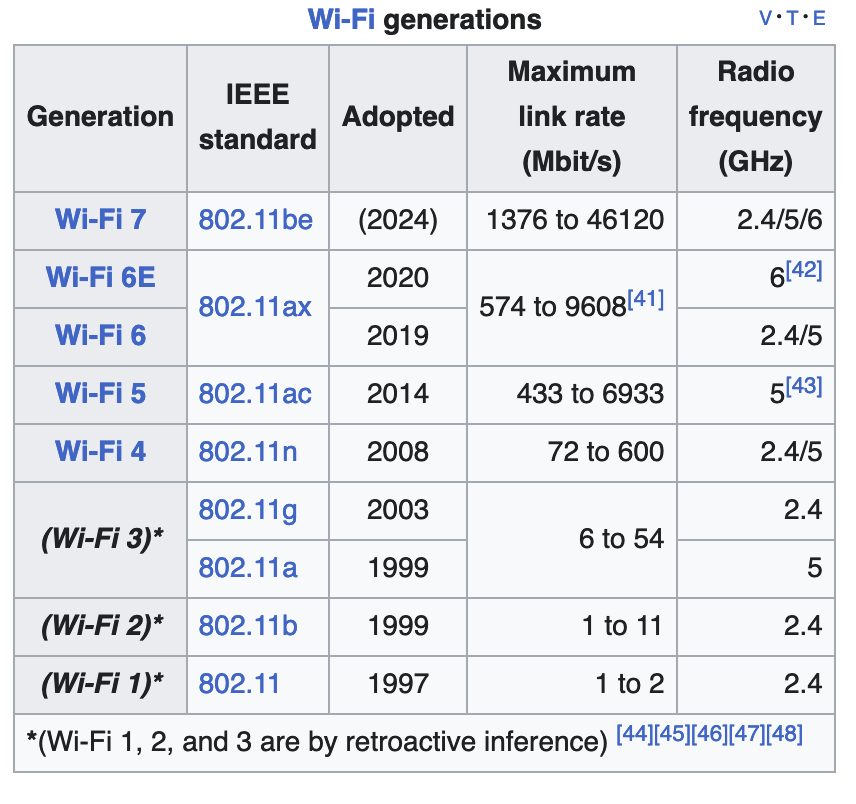 Wi-Fi generations
V・T・E
Generation
IEEE
standard
Adopted
Maximum
link rate
(Mbit/s)
Radio
frequency
(GHz)
Wi-Fi 7 802.11be (2024) 1376 to 46120 2.4/5/6
Wi-Fi 6E 802.11ax 2020 574 to 9608[41] 6[42]
Wi-Fi 6 2019 2.4/5
Wi-Fi 5 802.11ac 2014 433 to 6933 5[43]
Wi-Fi 4 802.11n 2008 72 to 600 2.4/5
(Wi-Fi 3)* 802.11g 2003 6 to 54 2.4
802.11a 1999 5
(Wi-Fi 2)* 802.11b 1999 1 to 11 2.4
(Wi-Fi 1)* 802.11 1997 1 to 2 2.4
*(Wi-Fi 1, 2, and 3 are by retroactive inference) [44][45][46][47][48]